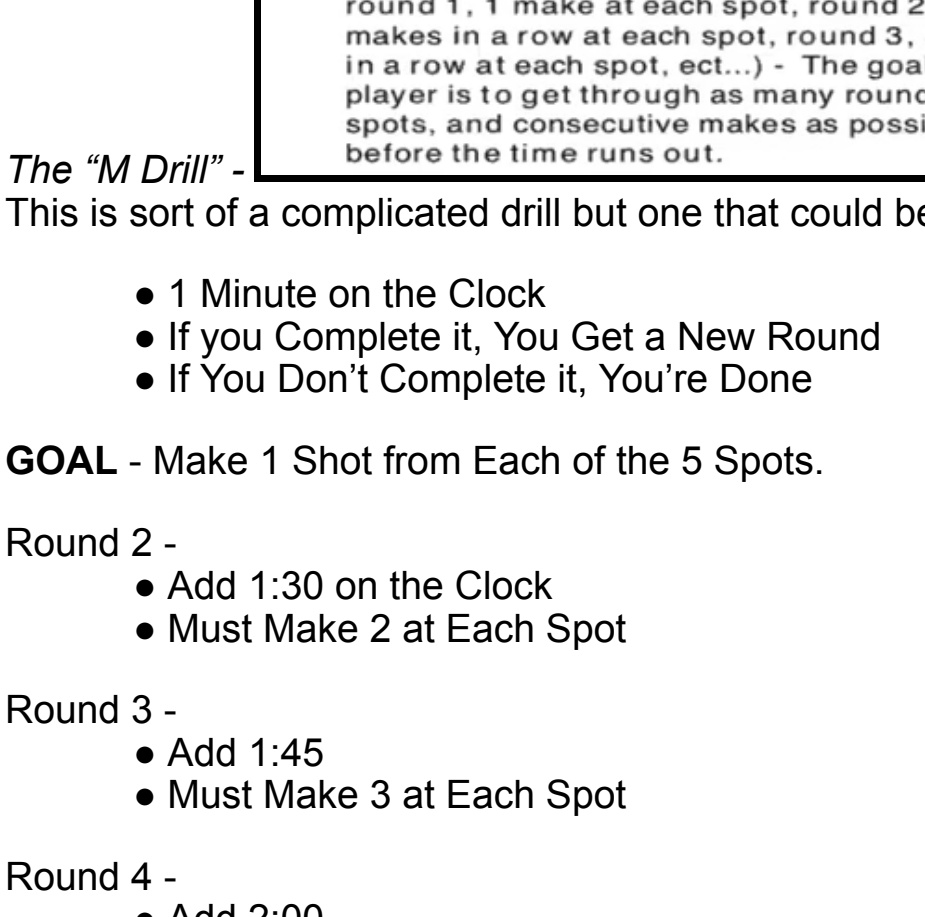 round 1, 1 make at each spot, round 2
makes in a row at each spot, round 3,
in a row at each spot, ect...) - The goal
player is to get through as many round
spots, and consecutive makes as possi
before the time runs out.
The “M Drill” -
This is sort of a complicated drill but one that could be
● 1 Minute on the Clock
● If you Complete it, You Get a New Round
● If You Don’t Complete it, You’re Done
GOAL - Make 1 Shot from Each of the 5 Spots.
Round 2 -
● Add 1:30 on the Clock
● Must Make 2 at Each Spot
Round 3 -
● Add 1:45
● Must Make 3 at Each Spot
Round 4 -
● Add 2:00